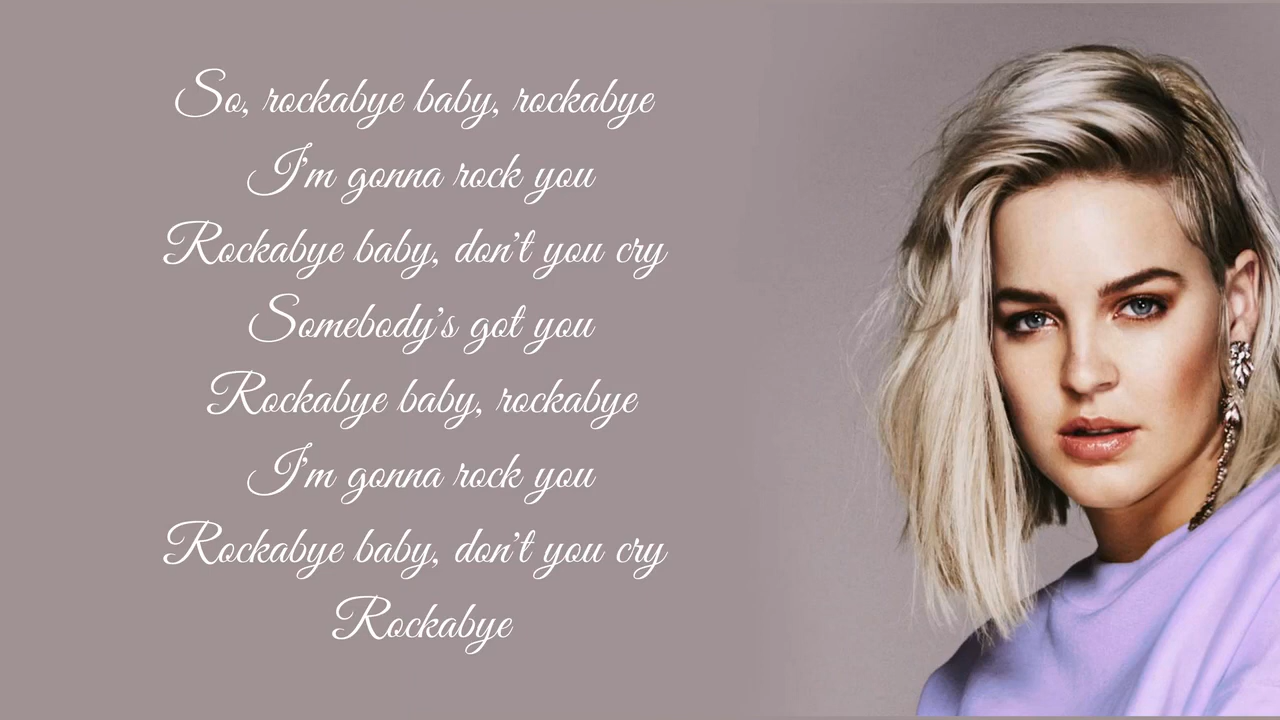 So, rockabye baby, rockabye
I'm gonna rock you
Rockabye baby, don't you cry
Somebody's got you
Rockabye baby, rockabye
I'm gonna rock you
Rockabye baby, don't you cry
Rockabye